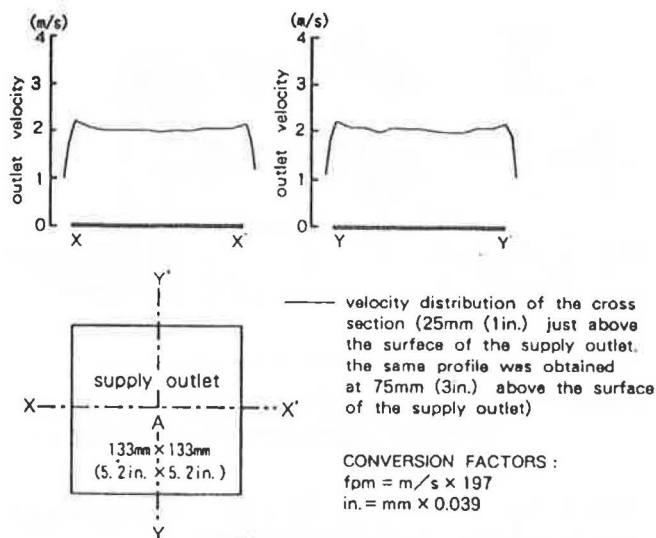 (m/s)
4
3
2
1
0
outlet velocity
X
X'
(m/s)
4
3
2
1
0
outlet velocity
Y
Y'
Y'
supply outlet
X
X'
A
133mm × 133mm
(5.2in. × 5.2in.)
Y
velocity distribution of the cross
section (25mm (1in.) just above
the surface of the supply outlet.
the same profile was obtained
at 75mm (3in.) above the surface
of the supply outlet)
CONVERSION FACTORS :
fpm = m/s × 197
in. = mm × 0.039